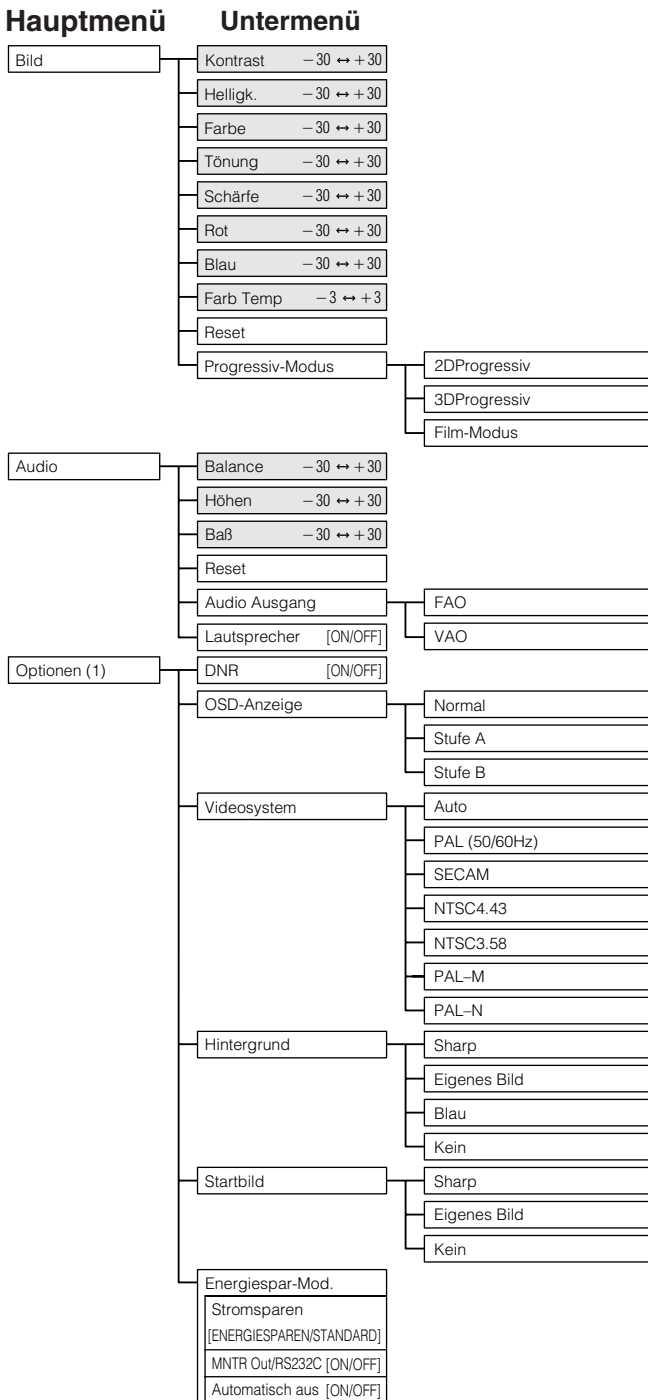 Hauptmenü Untermenü
Bild
Kontrast −30 ↔ +30
Helligk. −30 ↔ +30
Farbe −30 ↔ +30
Tönung −30 ↔ +30
Schärfe −30 ↔ +30
Rot −30 ↔ +30
Blau −30 ↔ +30
Farb Temp −3 ↔ +3
Reset
Progressiv-Modus
2DProgressiv
3DProgressiv
Film-Modus
Audio
Balance −30 ↔ +30
Höhen −30 ↔ +30
Baß −30 ↔ +30
Reset
Audio Ausgang
FAO
VAO
Lautsprecher [ON/OFF]
Optionen (1)
DNR [ON/OFF]
OSD-Anzeige
Normal
Stufe A
Stufe B
Videosystem
Auto
PAL (50/60Hz)
SECAM
NTSC4.43
NTSC3.58
PAL–M
PAL–N
Hintergrund
Sharp
Eigenes Bild
Blau
Kein
Startbild
Sharp
Eigenes Bild
Kein
Energiespar-Mod.
Stromsparen
[ENERGIESPAREN/STANDARD]
MNTR Out/RS232C [ON/OFF]
Automatisch aus [ON/OFF]